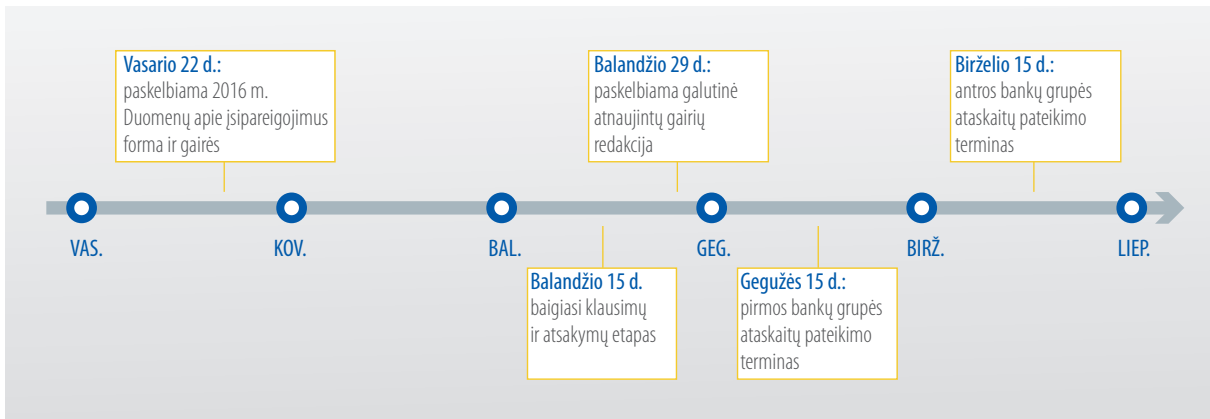 Vasario 22 d.:
paskelbiama 2016 m.
Duomenų apie įsipareigojimus
forma ir gairės
Balandžio 29 d.:
paskelbiama galutinė
atnaujintų gairių
redakcija
Birželio 15 d.:
antros bankų grupės
ataskaitų pateikimo
terminas
VAS.
KOV.
BAL.
GEG.
BIRŽ.
LIEP.
Balandžio 15 d.
baigiasi klausimų
ir atsakymų etapas
Gegužės 15 d.:
pirmos bankų grupės
ataskaitų pateikimo
terminas